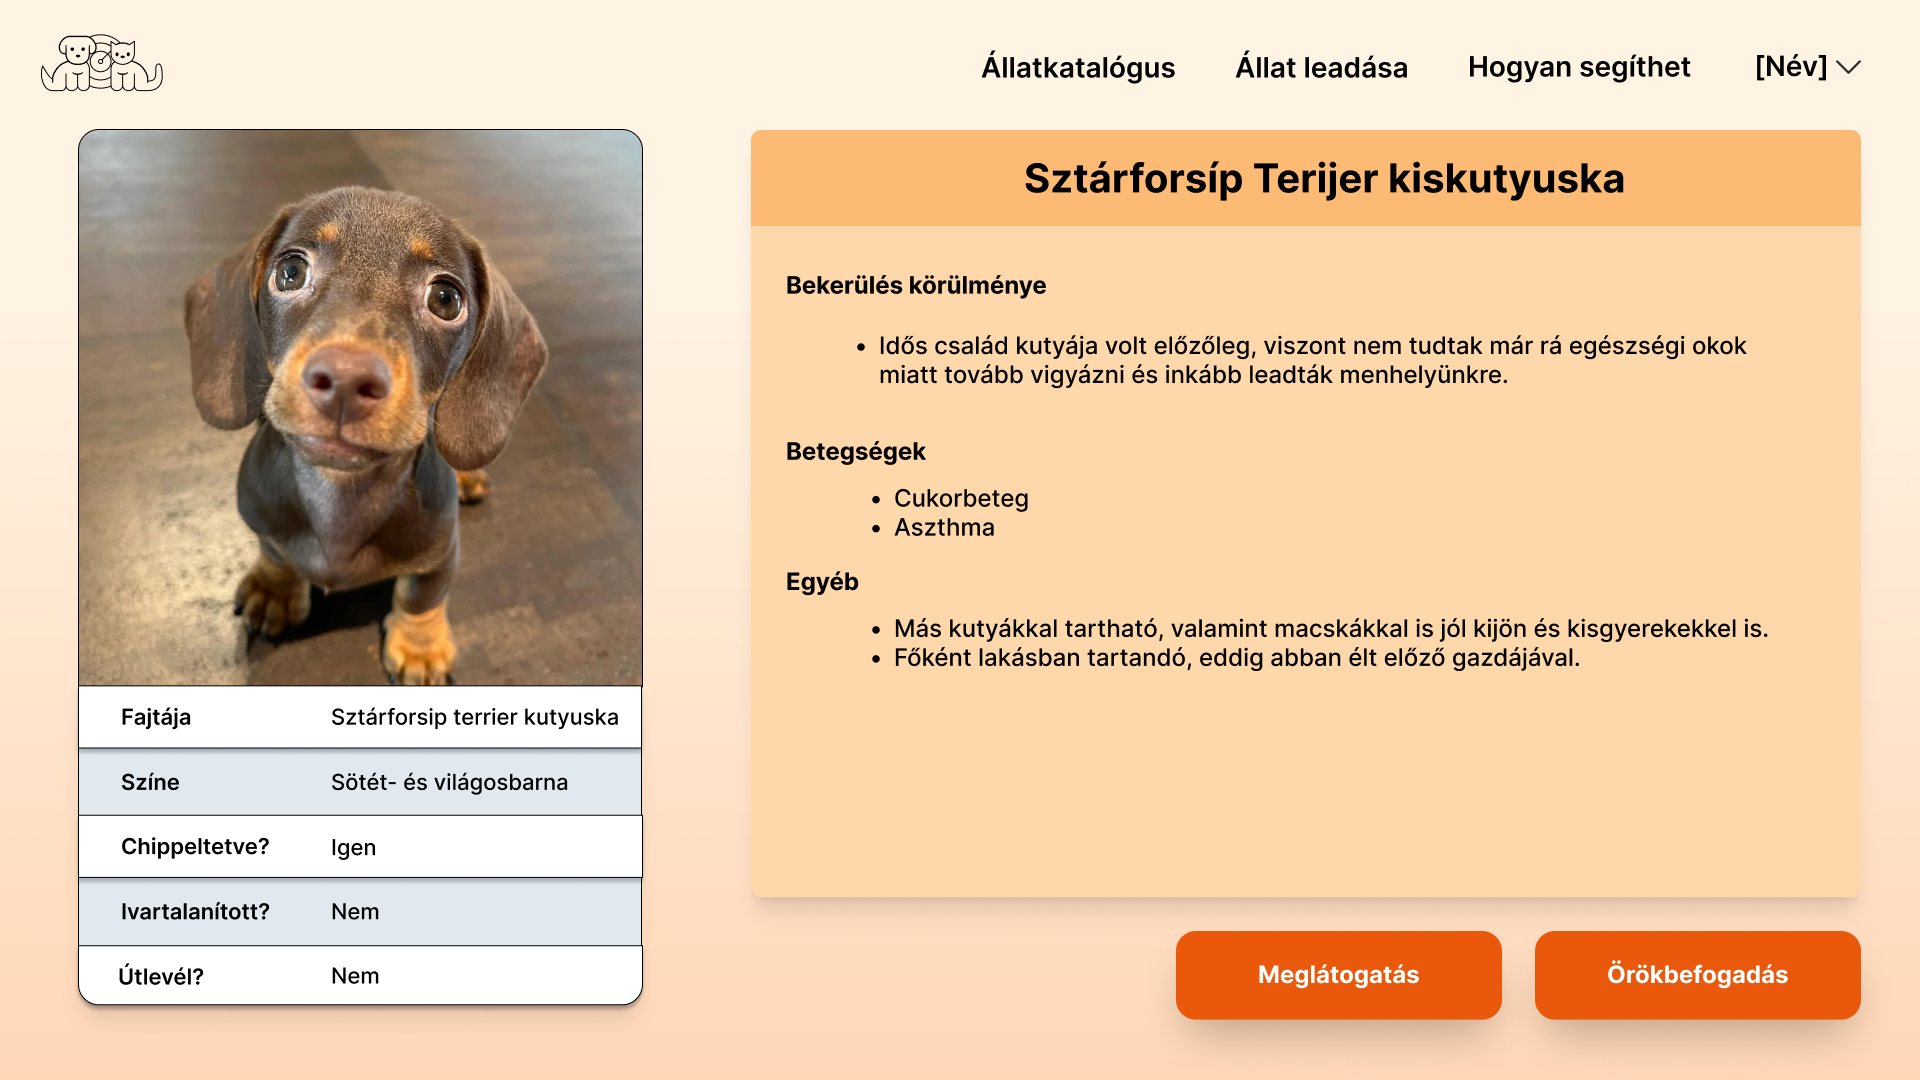 Állatkatalógus
Állat leadása
Hogyan segíthet
[Név]
Sztárforsíp Terijer kiskutyuska
Bekerülés körülménye
• Idős család kutyája volt előzőleg, viszont nem tudtak már rá egészségi okok
miatt tovább vigyázni és inkább leadták menhelyünkre.
Betegségek
• Cukorbeteg
• Aszthma
Egyéb
• Más kutyákkal tartható, valamint macskákkal is jól kijön és kisgyerekekkel is.
• Főként lakásban tartandó, eddig abban élt előző gazdájával.
Fajtája Sztárforsip terrier kutyuska
Színe Sötét- és világosbarna
Chippeltetve? Igen
Ivartalanított? Nem
Útlevél? Nem
Meglátogatás
Örökbefogadás